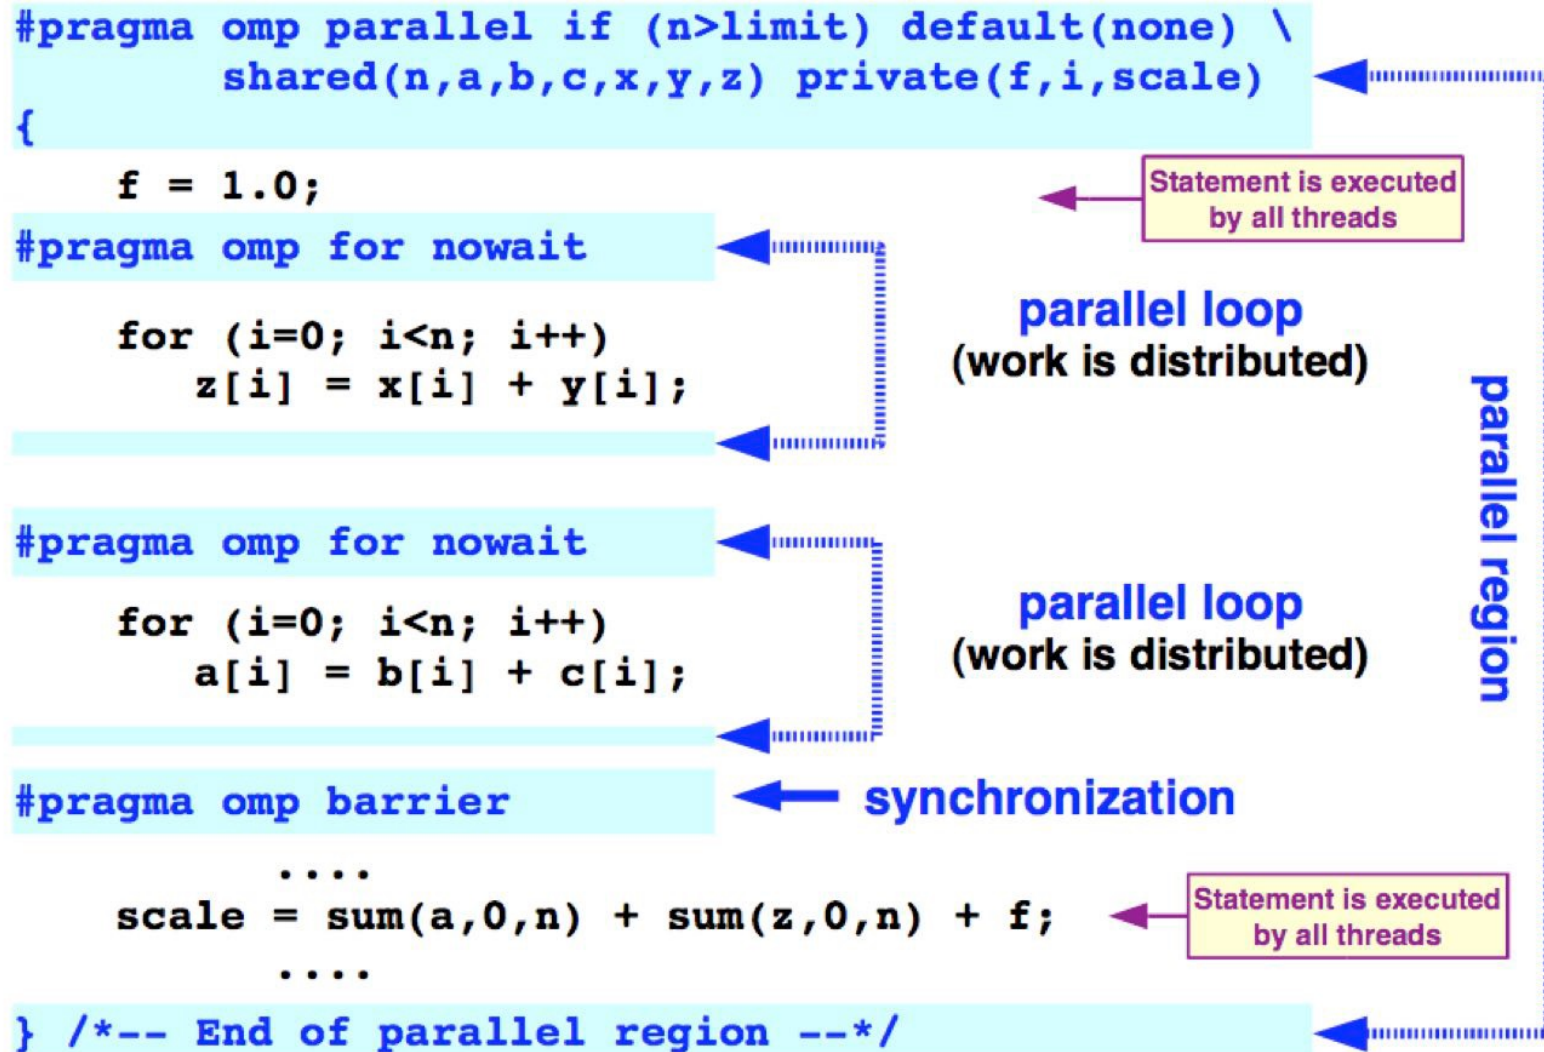 #pragma omp parallel if (n>limit) default(none) \
shared(n,a,b,c,x,y,z) private(f,i,scale)
{
f = 1.0;
Statement is executed
by all threads
#pragma omp for nowait
for (i=0; i<n; i++)
z[i] = x[i] + y[i];
parallel loop
(work is distributed)
#pragma omp for nowait
for (i=0; i<n; i++)
a[i] = b[i] + c[i];
parallel loop
(work is distributed)
parallel region
#pragma omp barrier
synchronization
....
scale = sum(a,0,n) + sum(z,0,n) + f;
Statement is executed
by all threads
....
} /*-- End of parallel region --*/